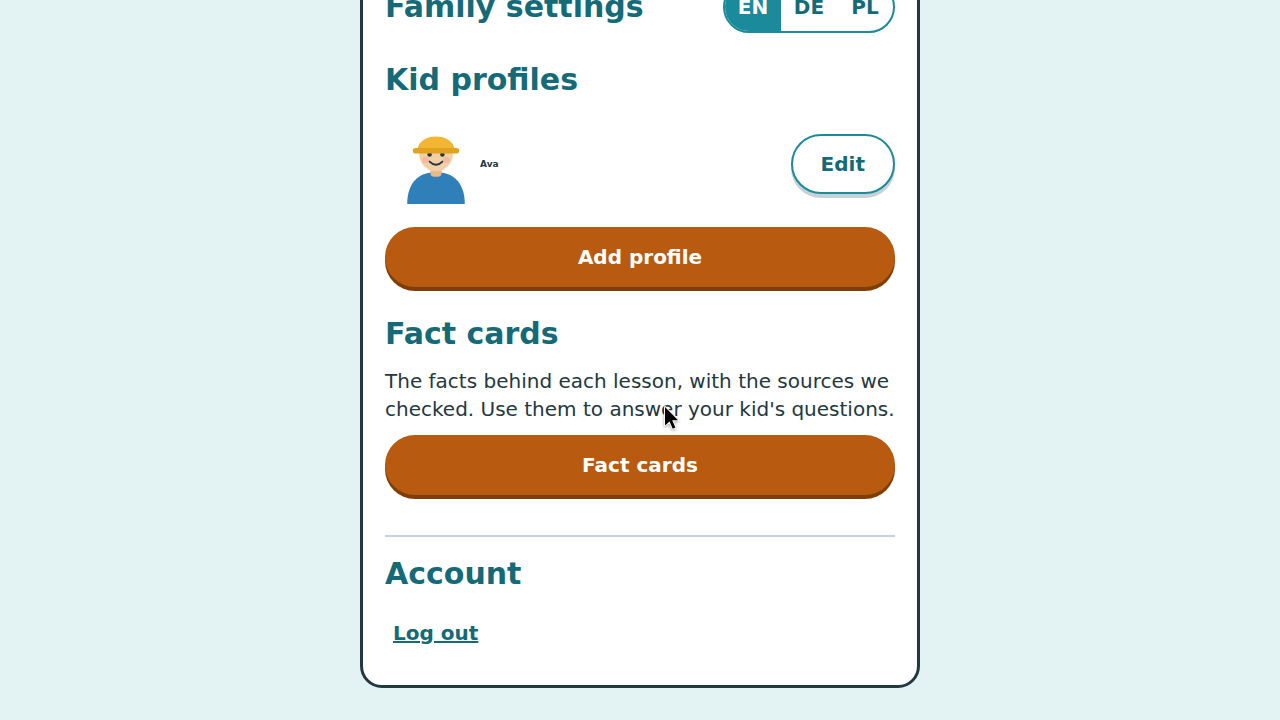 Family settings
EN DE PL
Kid profiles
Ava
Edit
Add profile
Fact cards
The facts behind each lesson, with the sources we
checked. Use them to answer your kid's questions.
Fact cards
Account
Log out